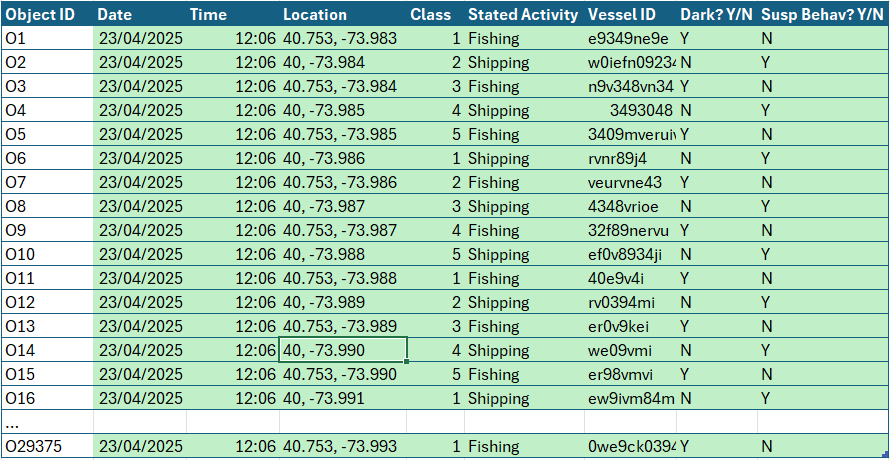 Object ID Date Time Location Class Stated Activity Vessel ID Dark? Y/N Susp Behav? Y/N
O1 23/04/2025 12:06 40.753, -73.983 1 Fishing e9349ne9e Y N
O2 23/04/2025 12:06 40, -73.984 2 Shipping w0iefn09234 N Y
O3 23/04/2025 12:06 40.753, -73.984 3 Fishing n9v348vn34 Y N
O4 23/04/2025 12:06 40, -73.985 4 Shipping 3493048 N Y
O5 23/04/2025 12:06 40.753, -73.985 5 Fishing 3409mveruiv Y N
O6 23/04/2025 12:06 40, -73.986 1 Shipping rvnr89j4 N Y
O7 23/04/2025 12:06 40.753, -73.986 2 Fishing veurvne43 Y N
O8 23/04/2025 12:06 40, -73.987 3 Shipping 4348vrioe N Y
O9 23/04/2025 12:06 40.753, -73.987 4 Fishing 32f89nervu Y N
O10 23/04/2025 12:06 40, -73.988 5 Shipping ef0v8934ji N Y
O11 23/04/2025 12:06 40.753, -73.988 1 Fishing 40e9v4i Y N
O12 23/04/2025 12:06 40, -73.989 2 Shipping rv0394mi N Y
O13 23/04/2025 12:06 40.753, -73.989 3 Fishing er0v9kei Y N
O14 23/04/2025 12:06 40, -73.990 4 Shipping we09vmi N Y
O15 23/04/2025 12:06 40.753, -73.990 5 Fishing er98vmvi Y N
O16 23/04/2025 12:06 40, -73.991 1 Shipping ew9ivm84m N Y
...
O29375 23/04/2025 12:06 40.753, -73.993 1 Fishing 0we9ck0394 Y N